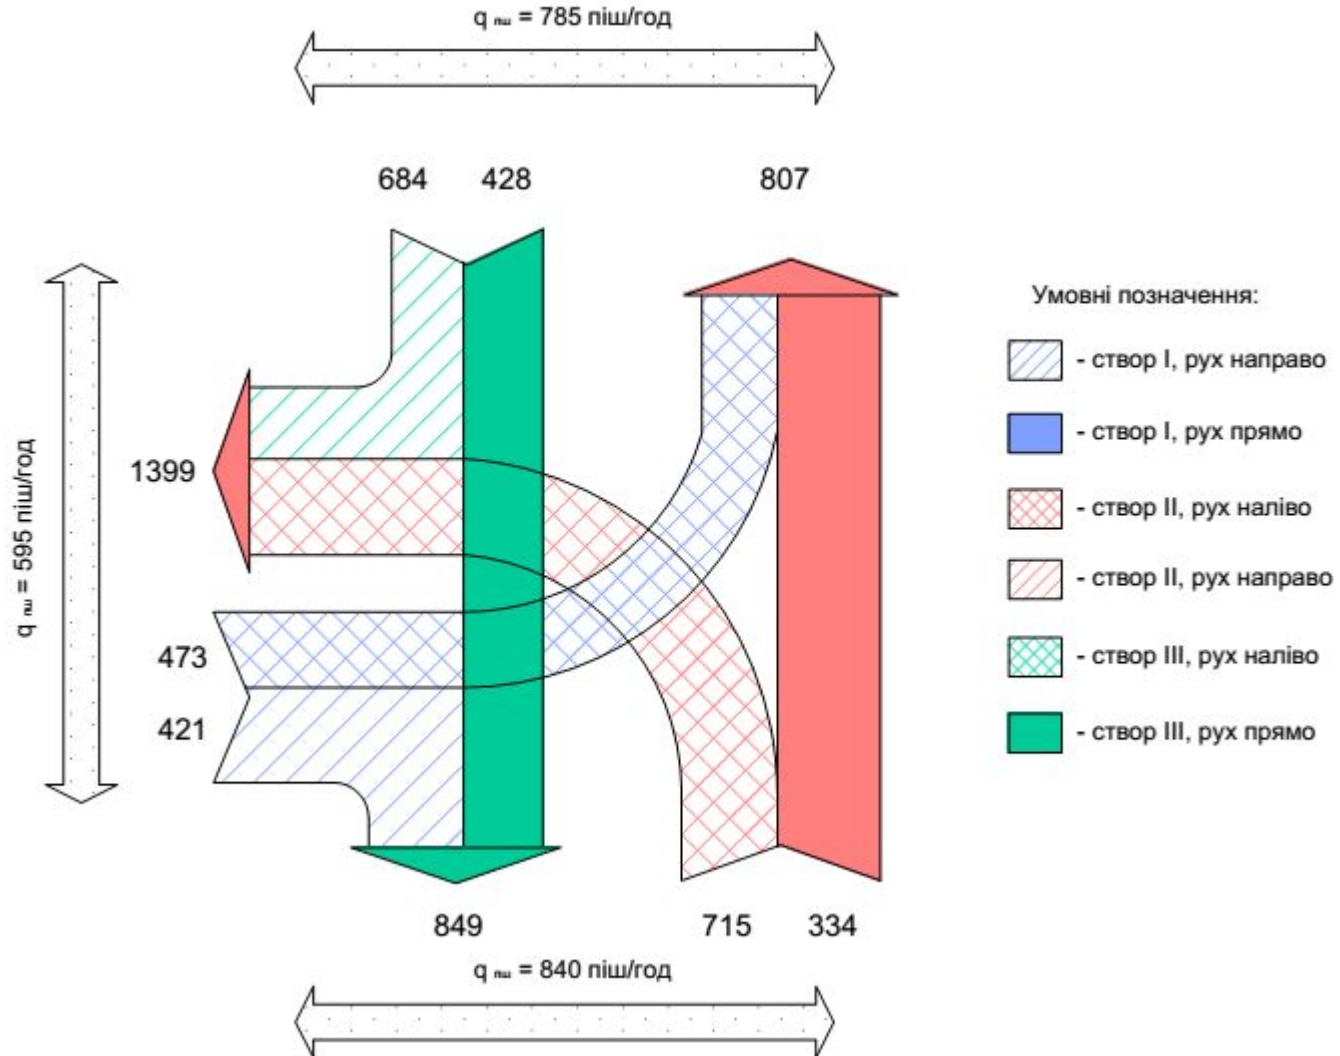 q пш = 785 піш/год
684 428 807
Умовні позначення:
- створ I, рух направо
- створ I, рух прямо
1399
q пш = 595 піш/год
- створ II, рух наліво
- створ II, рух направо
473
- створ III, рух наліво
421
- створ III, рух прямо
849 715 334
q пш = 840 піш/год